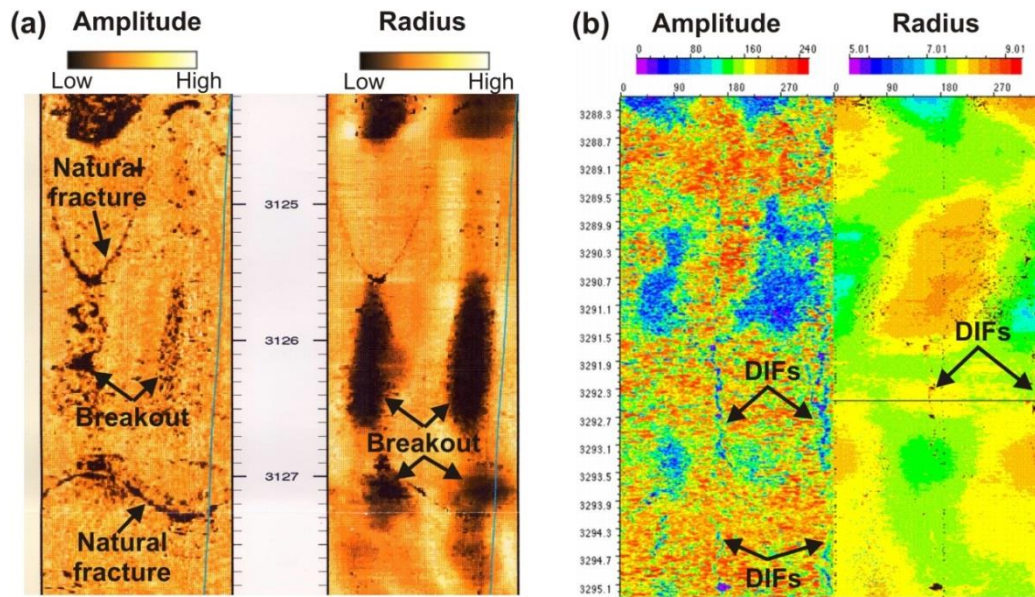 (a)
Amplitude
Radius
Low High
Low High
Natural
fracture
Breakout
Natural
fracture
3125
3126
3127
Breakout
(b)
Amplitude
Radius
0 80 160 240
5.01 7.01 9.01
0 90 180 270
0 90 180 270
3288.3
3288.7
3289.1
3289.5
3289.9
3290.3
3290.7
3291.1
3291.5
3291.9
3292.3
3292.7
3293.1
3293.5
3293.9
3294.3
3294.7
3295.1
DIFs
DIFs
DIFs